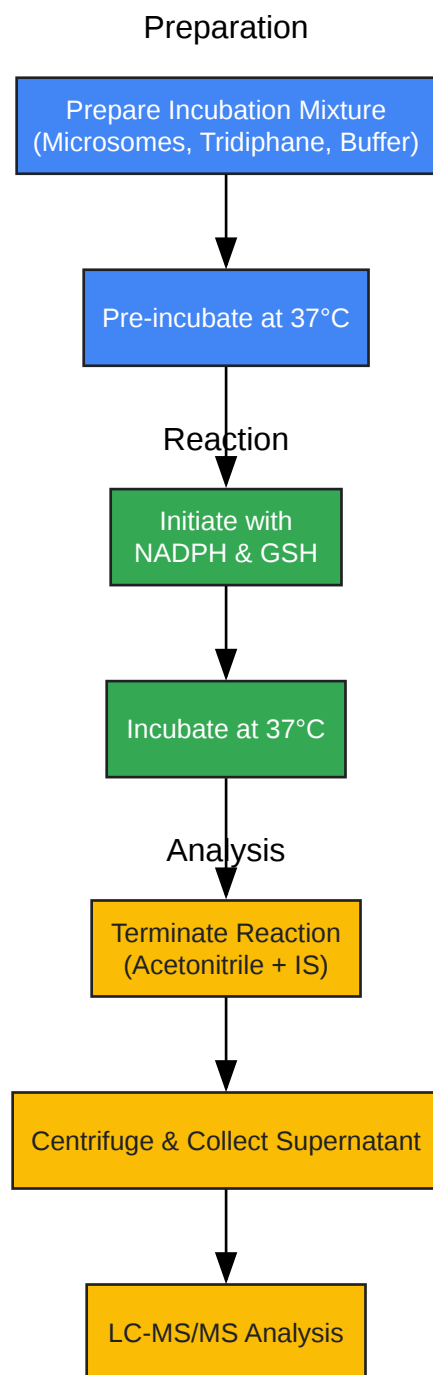 Preparation
Prepare Incubation Mixture
(Microsomes, Tridiphane, Buffer)
Pre-incubate at 37°C
Reaction
Initiate with
NADPH & GSH
Incubate at 37°C
Analysis
Terminate Reaction
(Acetonitrile + IS)
Centrifuge & Collect Supernatant
LC-MS/MS Analysis